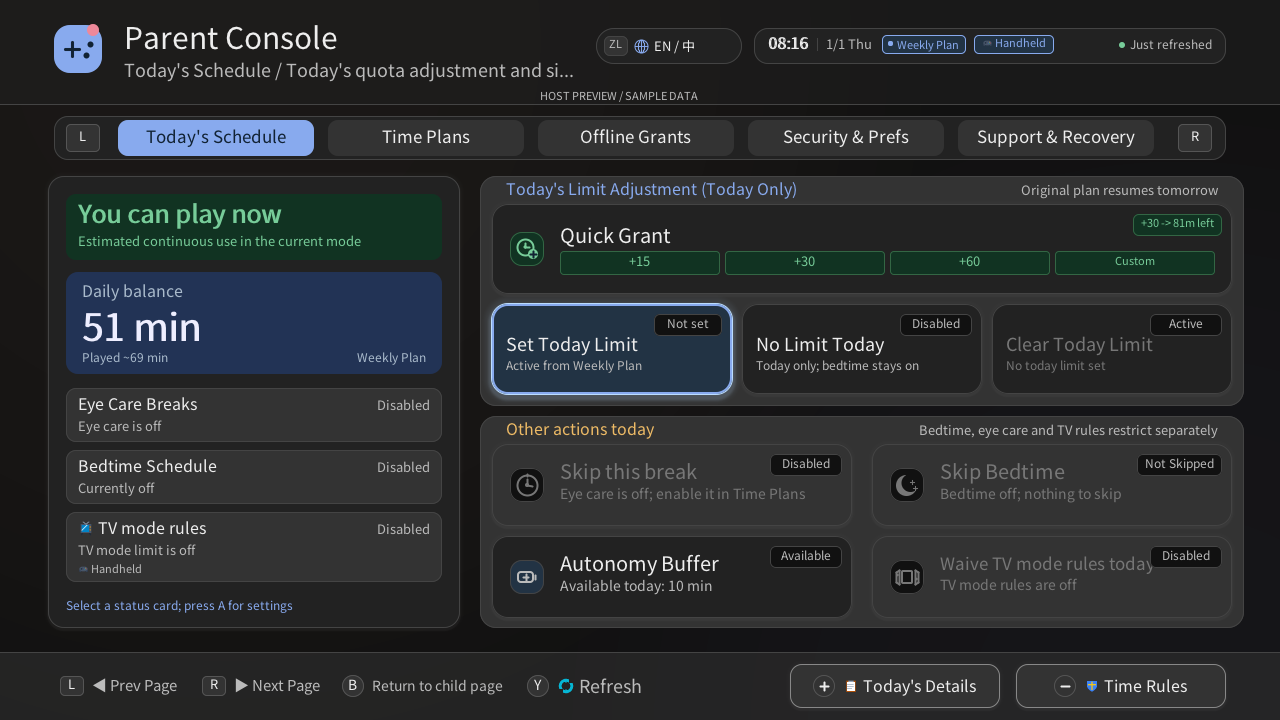 Parent Console
Today's Schedule / Today's quota adjustment and si...
ZL EN / 中
08:16 1/1 Thu Weekly Plan Handheld Just refreshed
HOST PREVIEW / SAMPLE DATA
L Today's Schedule Time Plans Offline Grants Security & Prefs Support & Recovery R
You can play now
Estimated continuous use in the current mode
Daily balance
51 min
Played ~69 min Weekly Plan
Eye Care Breaks Disabled
Eye care is off
Bedtime Schedule Disabled
Currently off
TV mode rules Disabled
TV mode limit is off
Handheld
Select a status card; press A for settings
Today's Limit Adjustment (Today Only) Original plan resumes tomorrow
+30 -> 81m left
Quick Grant
+15 +30 +60 Custom
Not set
Set Today Limit
Active from Weekly Plan
Disabled
No Limit Today
Today only; bedtime stays on
Active
Clear Today Limit
No today limit set
Other actions today Bedtime, eye care and TV rules restrict separately
Skip this break Disabled
Eye care is off; enable it in Time Plans
Skip Bedtime Not Skipped
Bedtime off; nothing to skip
Autonomy Buffer Available
Available today: 10 min
Waive TV mode rules today Disabled
TV mode rules are off
L ◀ Prev Page R ▶ Next Page B Return to child page Y Refresh
+ Today's Details − Time Rules